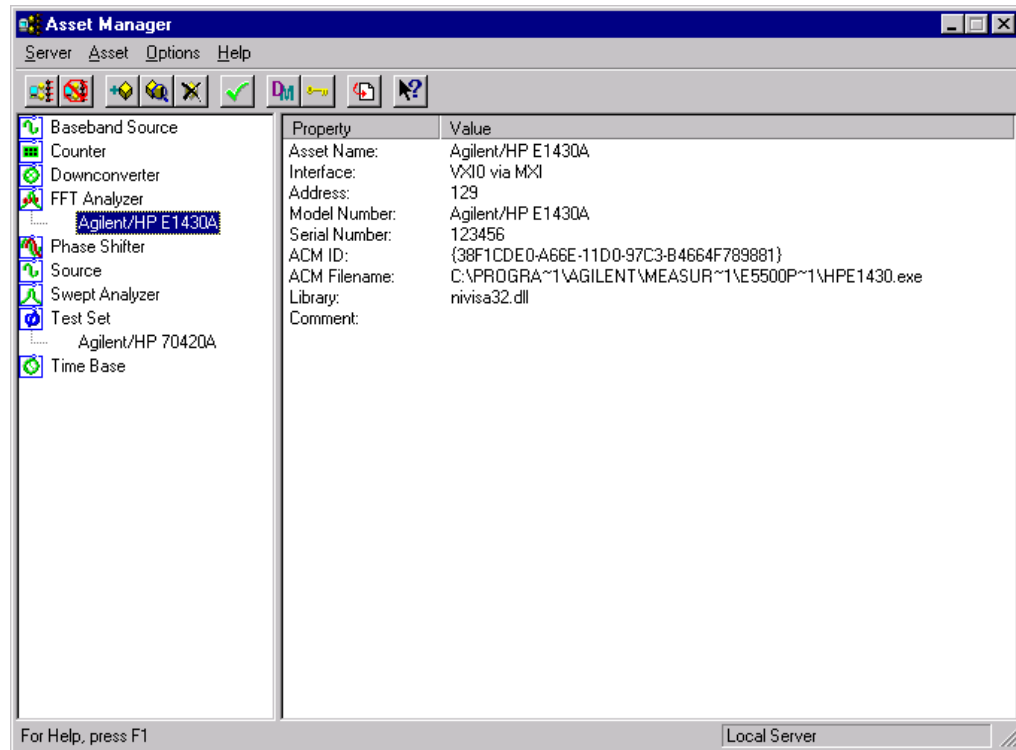 Asset Manager
Server Asset Options Help
DM
Baseband Source
Counter
Downconverter
FFT Analyzer
Agilent/HP E1430A
Phase Shifter
Source
Swept Analyzer
Test Set
Agilent/HP 70420A
Time Base
Property Value
Asset Name: Agilent/HP E1430A
Interface: VXI0 via MXI
Address: 129
Model Number: Agilent/HP E1430A
Serial Number: 123456
ACM ID: {38F1CDE0-A66E-11D0-97C3-B4664F789881}
ACM Filename: C:\PROGRA~1\AGILENT\MEASUR~1\E5500P~1\HPE1430.exe
Library: nivisa32.dll
Comment:
For Help, press F1 Local Server